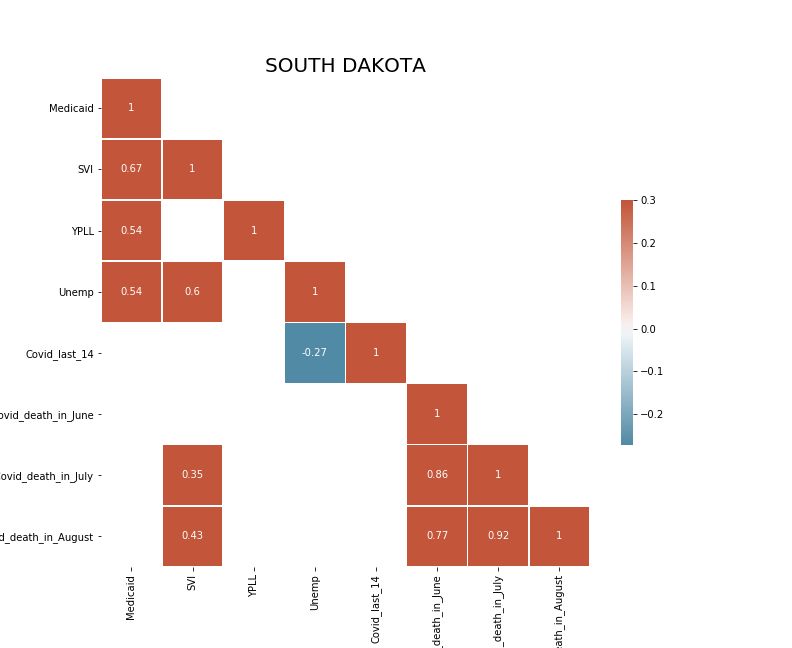 SOUTH DAKOTA
Medicaid 1
SVI 0.67 1
YPLL 0.54 1
Unemp 0.54 0.6 1
Covid_last_14 -0.27 1
ovid_death_in_June 1
ovid_death_in_July 0.35 0.86 1
d_death_in_August 0.43 0.77 0.92 1
Medicaid SVI YPLL Unemp Covid_last_14 _death_in_June _death_in_July eath_in_August
0.3
0.2
0.1
0.0
−0.1
−0.2